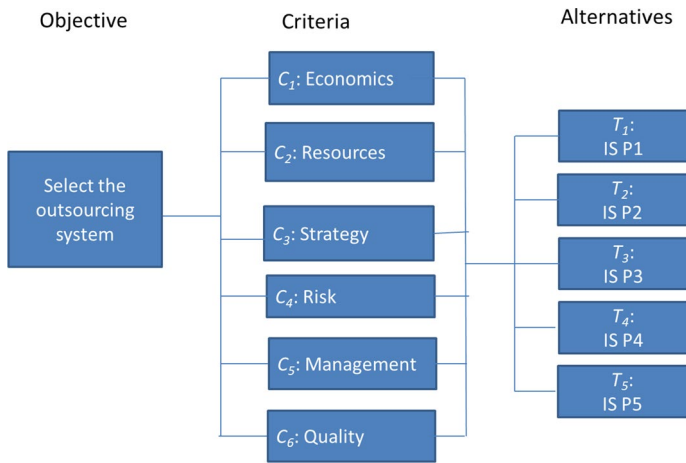 Objective
Criteria
Alternatives
Select the
outsourcing
system
C₁: Economics
C₂: Resources
C₃: Strategy
C₄: Risk
C₅: Management
C₆: Quality
T₁:
IS P1
T₂:
IS P2
T₃:
IS P3
T₄:
IS P4
T₅:
IS P5